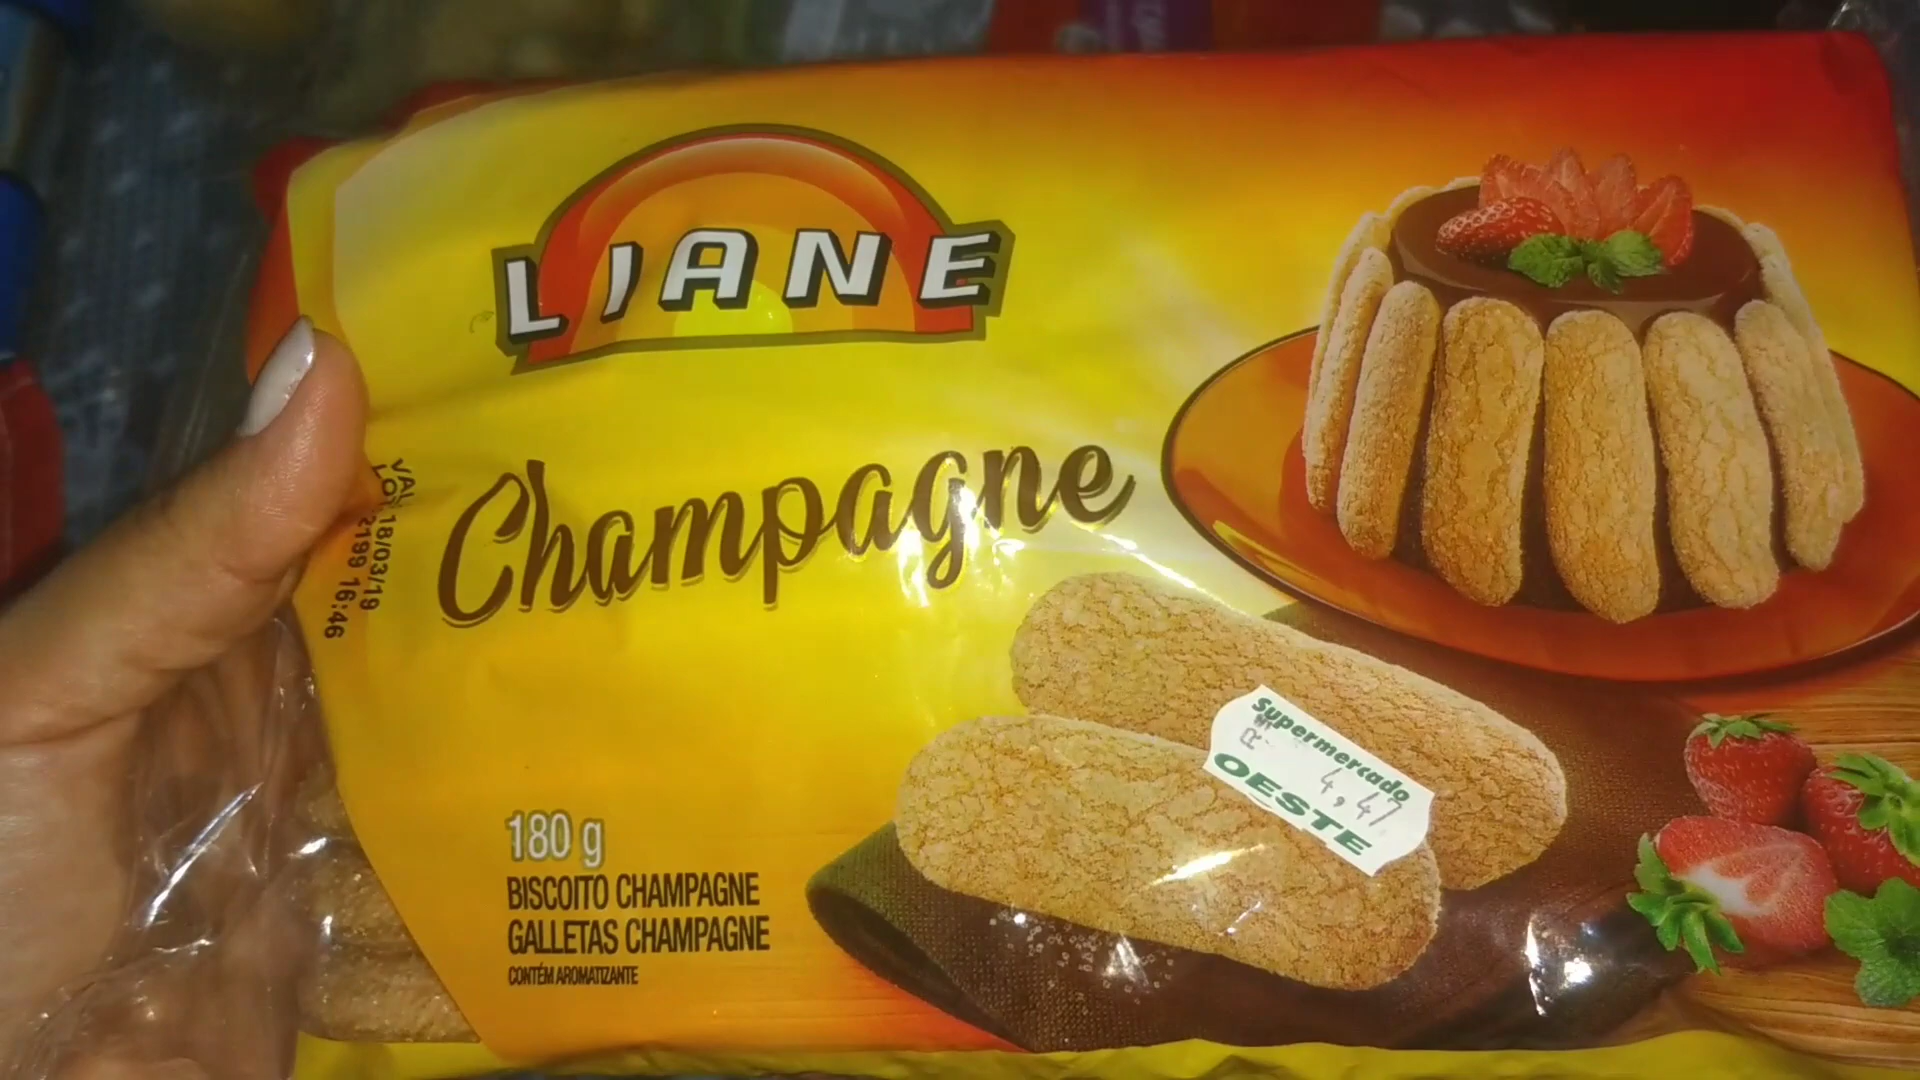 LIANE
Champagne
VAL 18/03/19
2199 16:46
Supermercado
4,47
OESTE
180 g
BISCOITO CHAMPAGNE
GALLETAS CHAMPAGNE
CONTÉM AROMATIZANTE